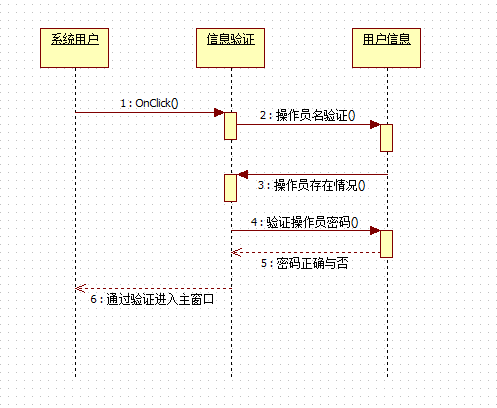 系统用户
信息验证
用户信息
1 : OnClick()
2 : 操作员名验证()
3 : 操作员存在情况()
4 : 验证操作员密码()
5 : 密码正确与否
6 : 通过验证进入主窗口